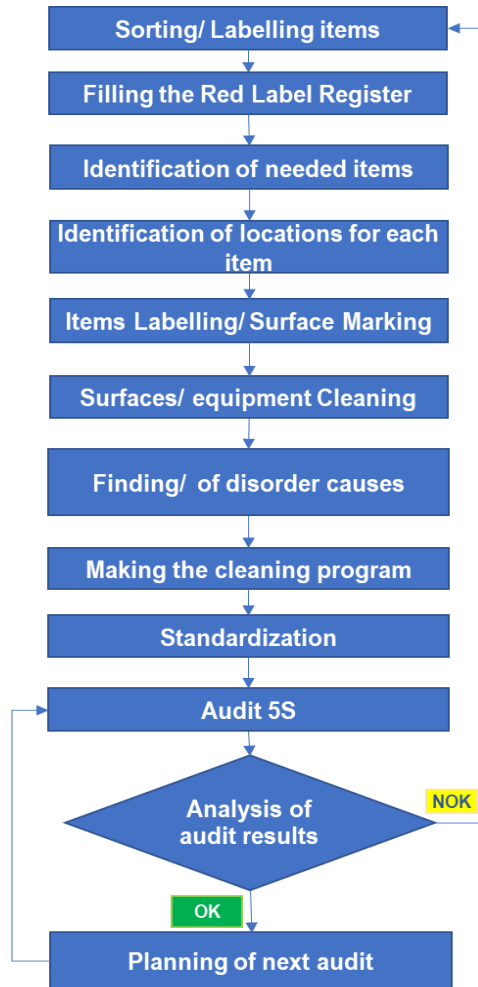 Sorting/ Labelling items
Filling the Red Label Register
Identification of needed items
Identification of locations for each
item
Items Labelling/ Surface Marking
Surfaces/ equipment Cleaning
Finding/ of disorder causes
Making the cleaning program
Standardization
Audit 5S
Analysis of
audit results
NOK
OK
Planning of next audit